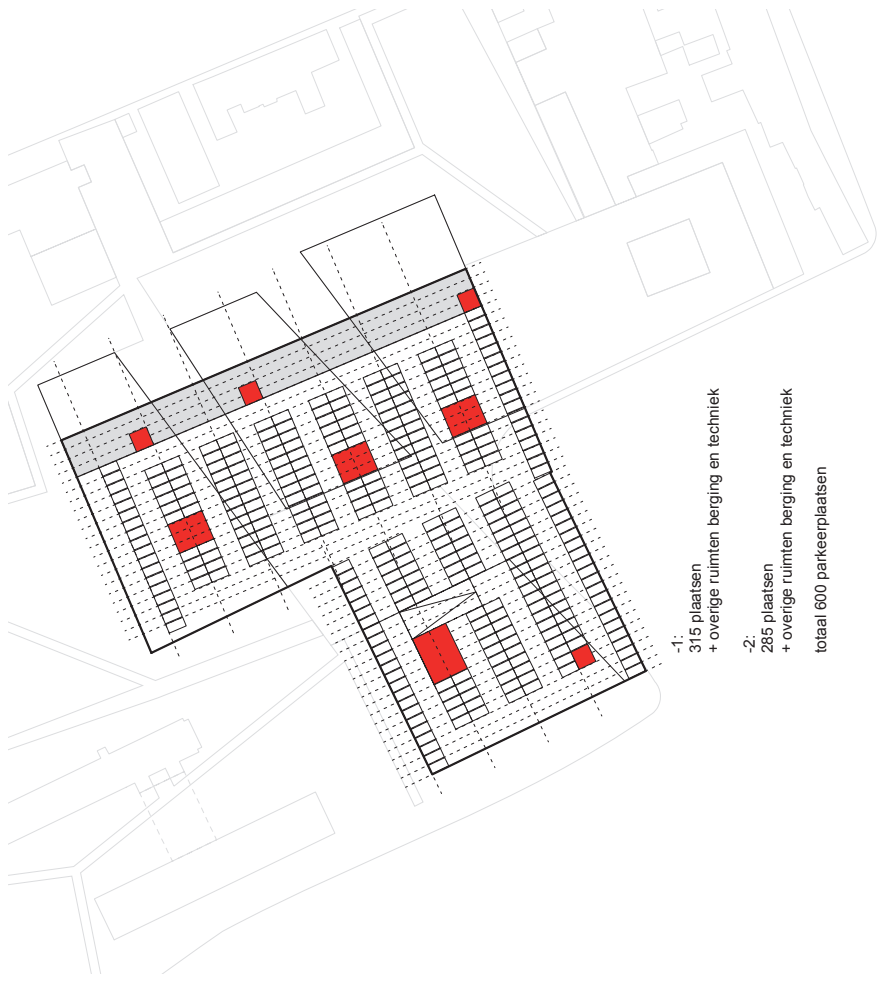 -1:
315 plaatsen
+ overige ruimten berging en techniek
-2:
285 plaatsen
+ overige ruimten berging en techniek
totaal 600 parkeerplaatsen